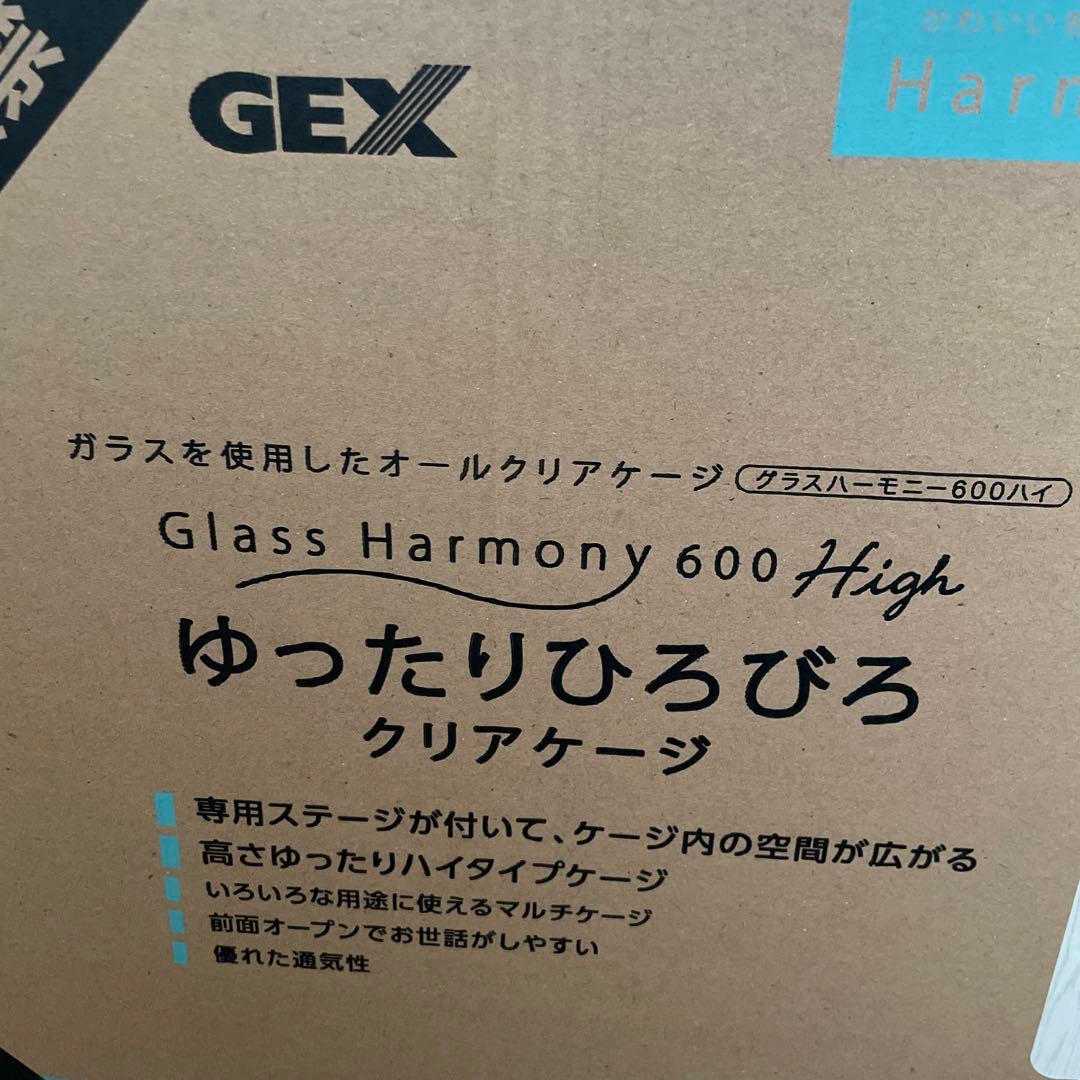 GEX
かわいい
Harm
ガラスを使用したオールクリアケージ グラスハーモニー600ハイ
Glass Harmony 600 High
ゆったりひろびろ
クリアケージ
専用ステージが付いて、ケージ内の空間が広がる
高さゆったりハイタイプケージ
いろいろな用途に使えるマルチケージ
前面オープンでお世話がしやすい
優れた通気性